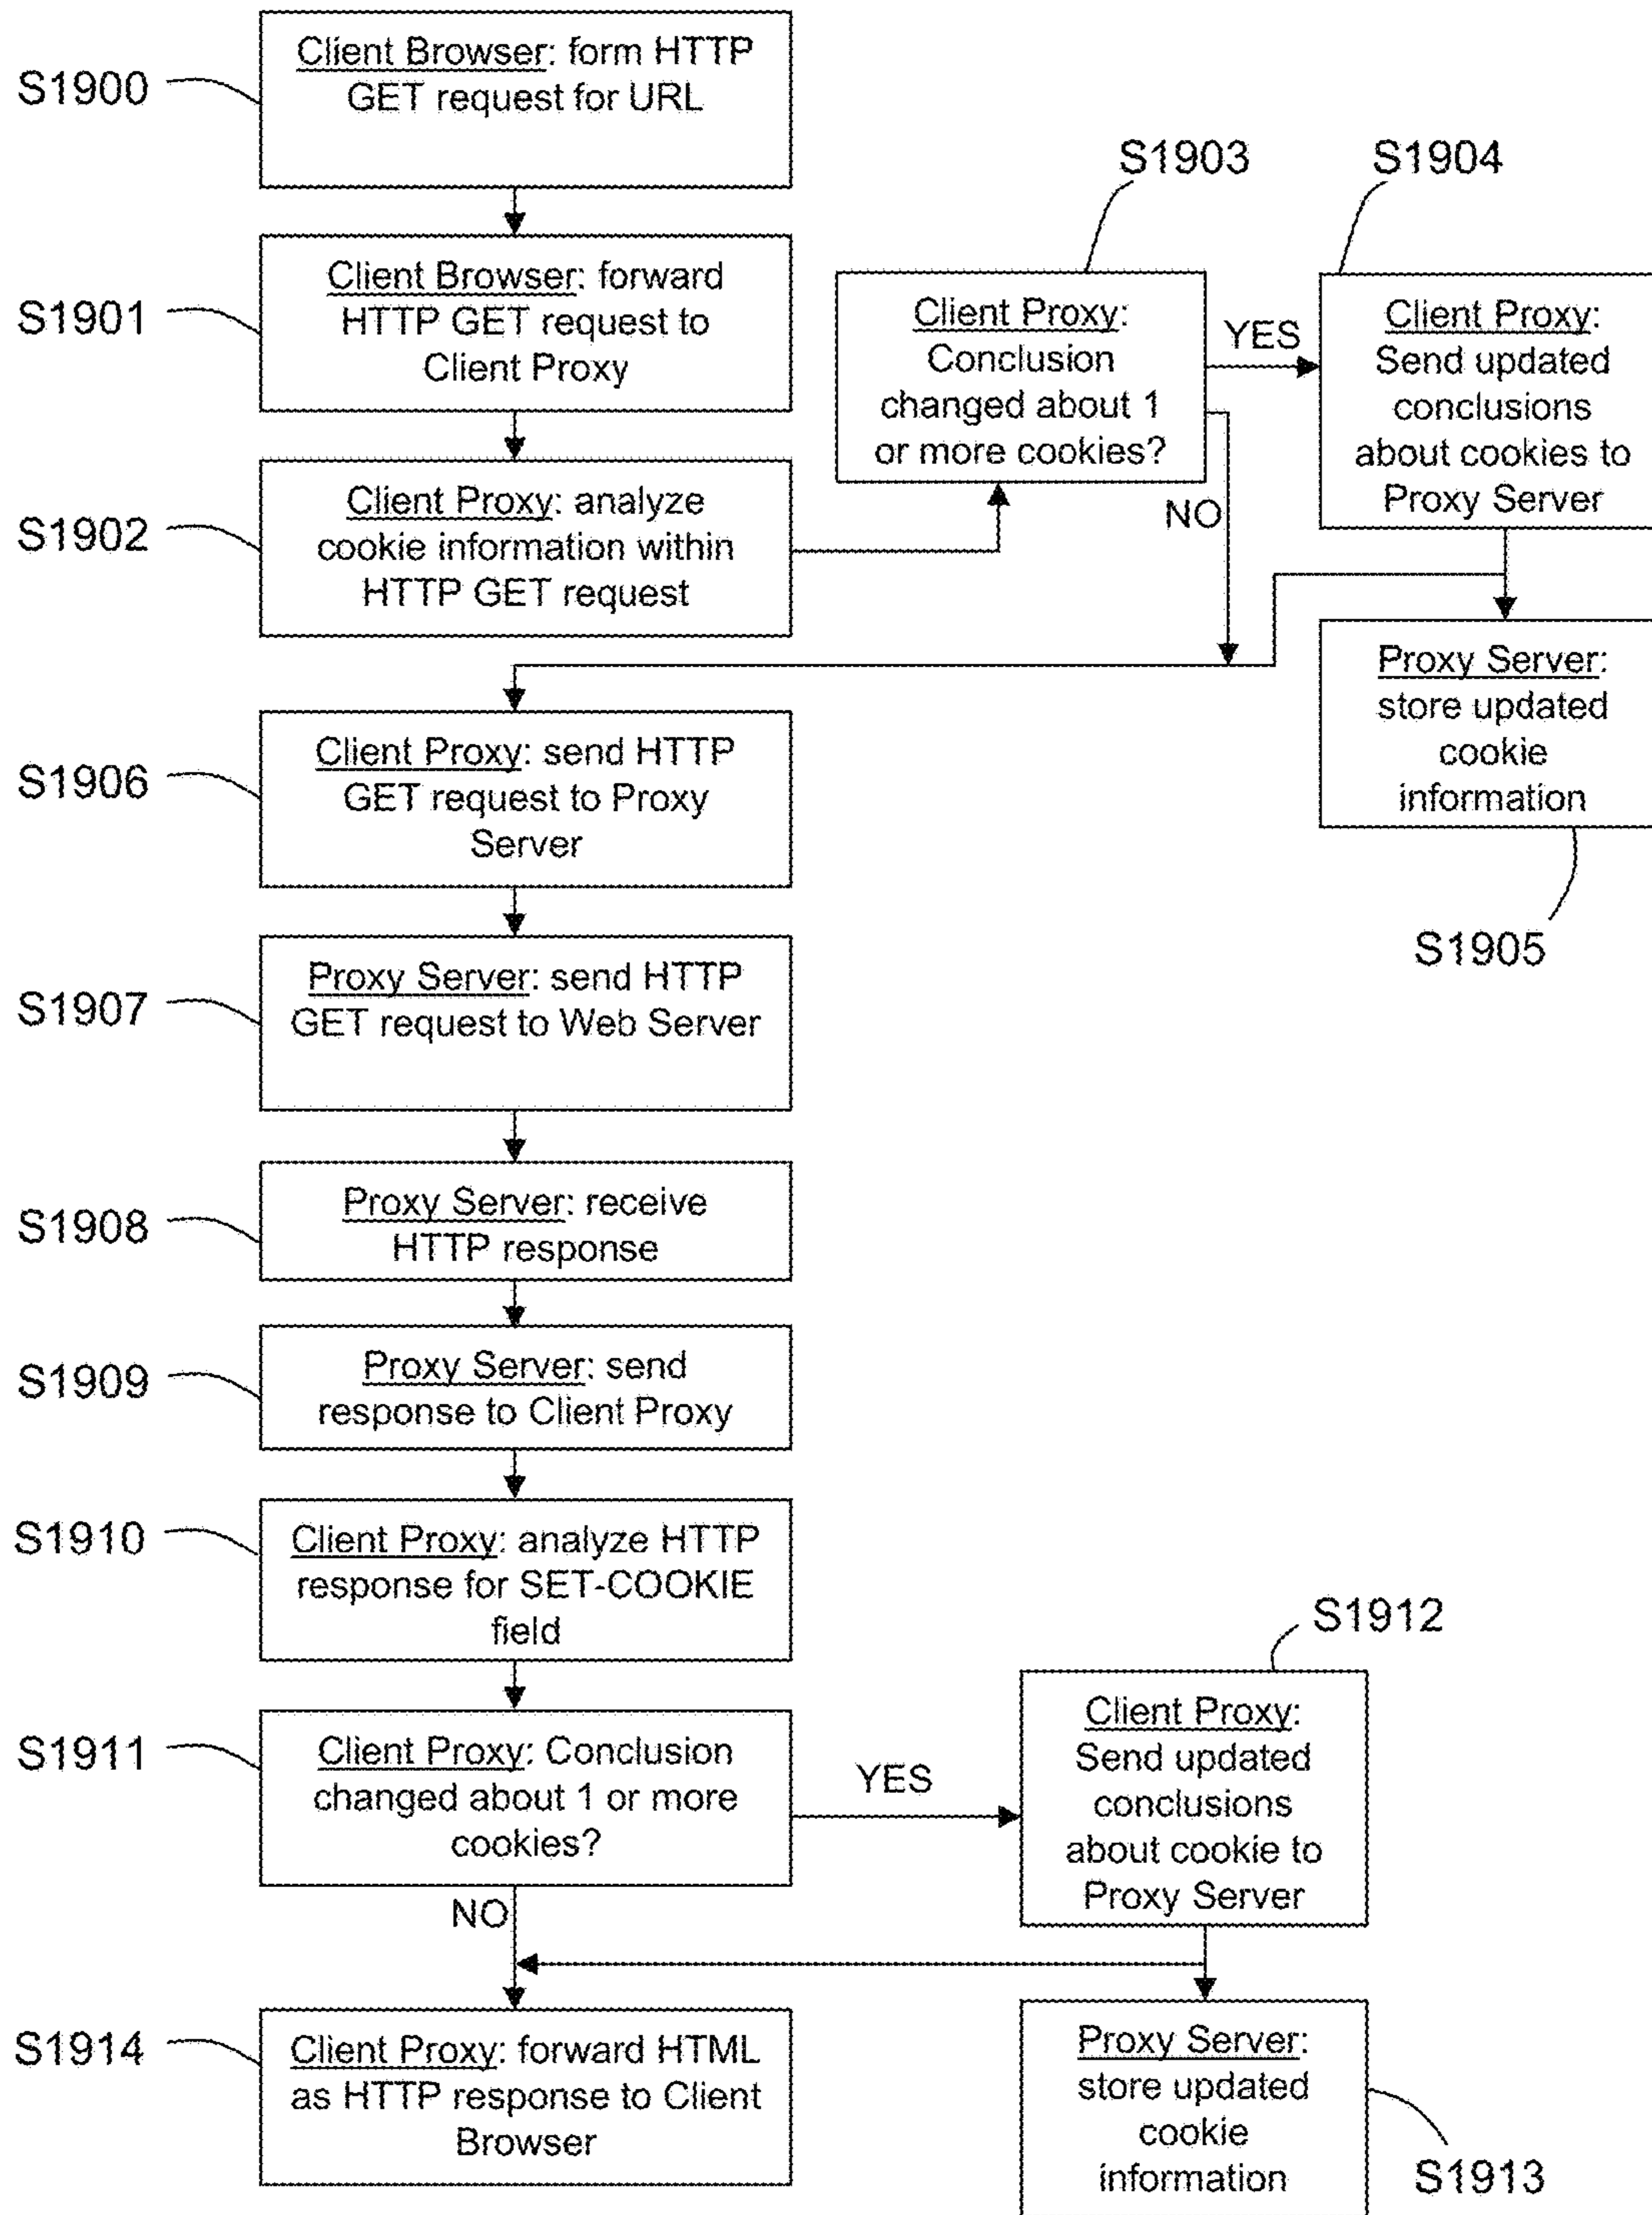 S1900
Client Browser: form HTTP
GET request for URL
S1901
Client Browser: forward
HTTP GET request to
Client Proxy
S1902
Client Proxy: analyze
cookie information within
HTTP GET request
S1903
Client Proxy:
Conclusion
changed about 1
or more cookies?
YES
NO
S1904
Client Proxy:
Send updated
conclusions
about cookies to
Proxy Server
Proxy Server:
store updated
cookie
information
S1905
S1906
Client Proxy: send HTTP
GET request to Proxy
Server
S1907
Proxy Server: send HTTP
GET request to Web Server
S1908
Proxy Server: receive
HTTP response
S1909
Proxy Server: send
response to Client Proxy
S1910
Client Proxy: analyze HTTP
response for SET-COOKIE
field
S1911
Client Proxy: Conclusion
changed about 1 or more
cookies?
YES
NO
S1912
Client Proxy:
Send updated
conclusions
about cookie to
Proxy Server
Proxy Server:
store updated
cookie
information
S1913
S1914
Client Proxy: forward HTML
as HTTP response to Client
Browser